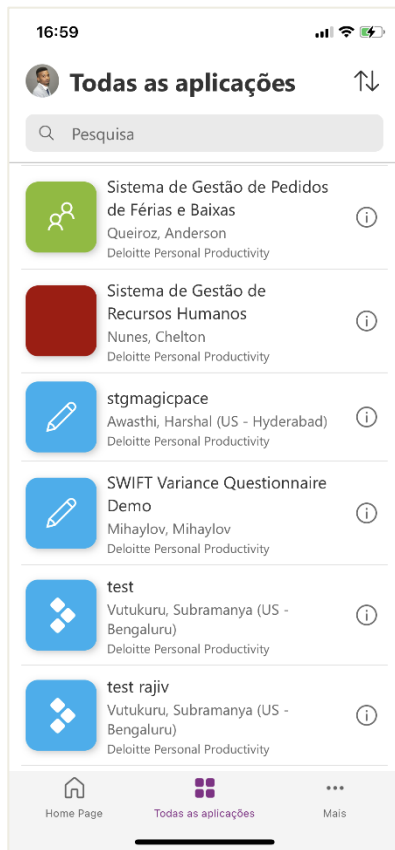 16:59
Todas as aplicações
Pesquisa
Sistema de Gestão de Pedidos
de Férias e Baixas
Queiroz, Anderson
Deloitte Personal Productivity
Sistema de Gestão de
Recursos Humanos
Nunes, Chelton
Deloitte Personal Productivity
stgmagicpace
Awasthi, Harshal (US - Hyderabad)
Deloitte Personal Productivity
SWIFT Variance Questionnaire
Demo
Mihaylov, Mihaylov
Deloitte Personal Productivity
test
Vutukuru, Subramanya (US -
Bengaluru)
Deloitte Personal Productivity
test rajiv
Vutukuru, Subramanya (US -
Bengaluru)
Deloitte Personal Productivity
Home Page
Todas as aplicações
Mais